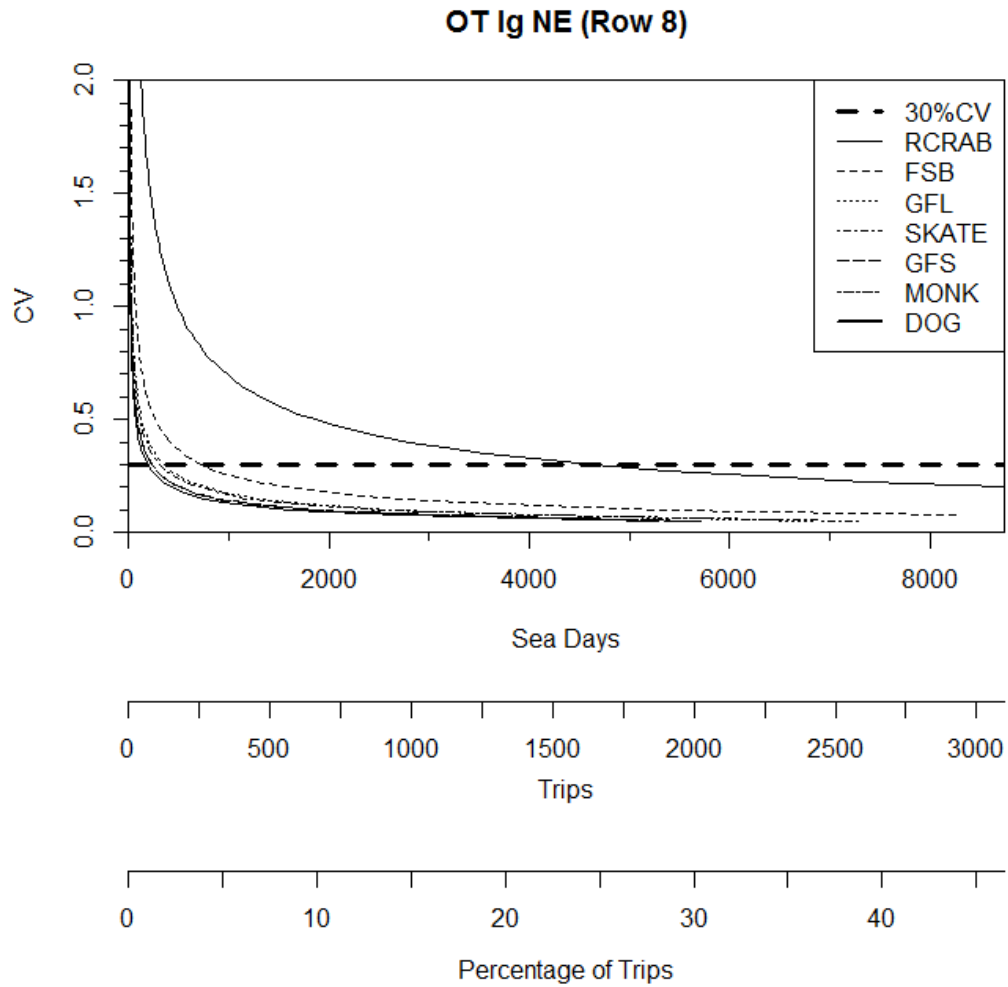 OT lg NE (Row 8)
2.0
1.5
1.0
0.5
0.0
CV
30%CV
RCRAB
FSB
GFL
SKATE
GFS
MONK
DOG
0 2000 4000 6000 8000
Sea Days
0 500 1000 1500 2000 2500 3000
Trips
0 10 20 30 40
Percentage of Trips